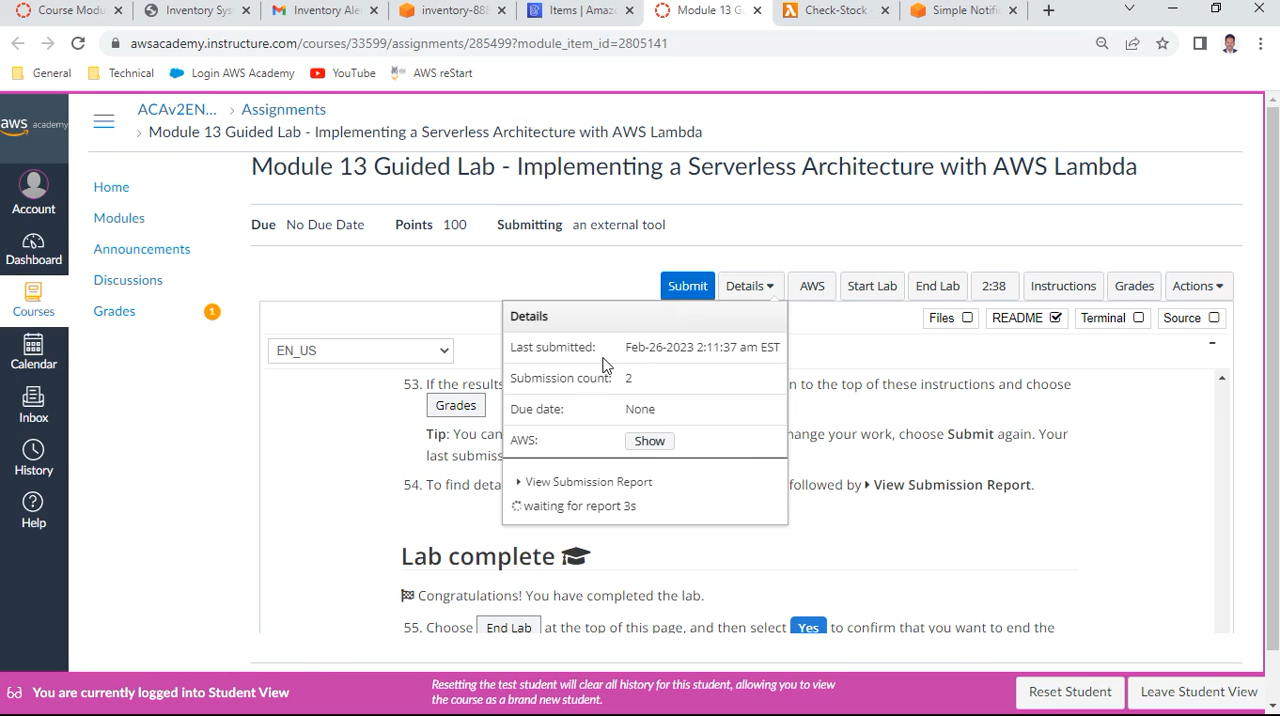 Course Modu
Inventory Sys
Inventory Ale
inventory-888
Items | Amaz
Module 13 G
Check-Stock -
Simple Notifi
awsacademy.instructure.com/courses/33599/assignments/285499?module_item_id=2805141
General
Technical
Login AWS Academy
YouTube
AWS reStart
aws academy
ACAv2EN... > Assignments
> Module 13 Guided Lab - Implementing a Serverless Architecture with AWS Lambda
Account
Dashboard
Courses
Calendar
Inbox
History
Help
Home
Modules
Announcements
Discussions
Grades 1
Module 13 Guided Lab - Implementing a Serverless Architecture with AWS Lambda
Due No Due Date Points 100 Submitting an external tool
Submit Details AWS Start Lab End Lab 2:38 Instructions Grades Actions
Files README Terminal Source
EN_US
Details
Last submitted: Feb-26-2023 2:11:37 am EST
Submission count: 2
Due date: None
AWS: Show
View Submission Report
waiting for report 3s
53. If the results
n to the top of these instructions and choose
Grades
Tip: You can
hange your work, choose Submit again. Your
last submiss
54. To find deta
followed by View Submission Report.
Lab complete
Congratulations! You have completed the lab.
55. Choose End Lab at the top of this page, and then select Yes to confirm that you want to end the
You are currently logged into Student View
Resetting the test student will clear all history for this student, allowing you to view
the course as a brand new student.
Reset Student
Leave Student View